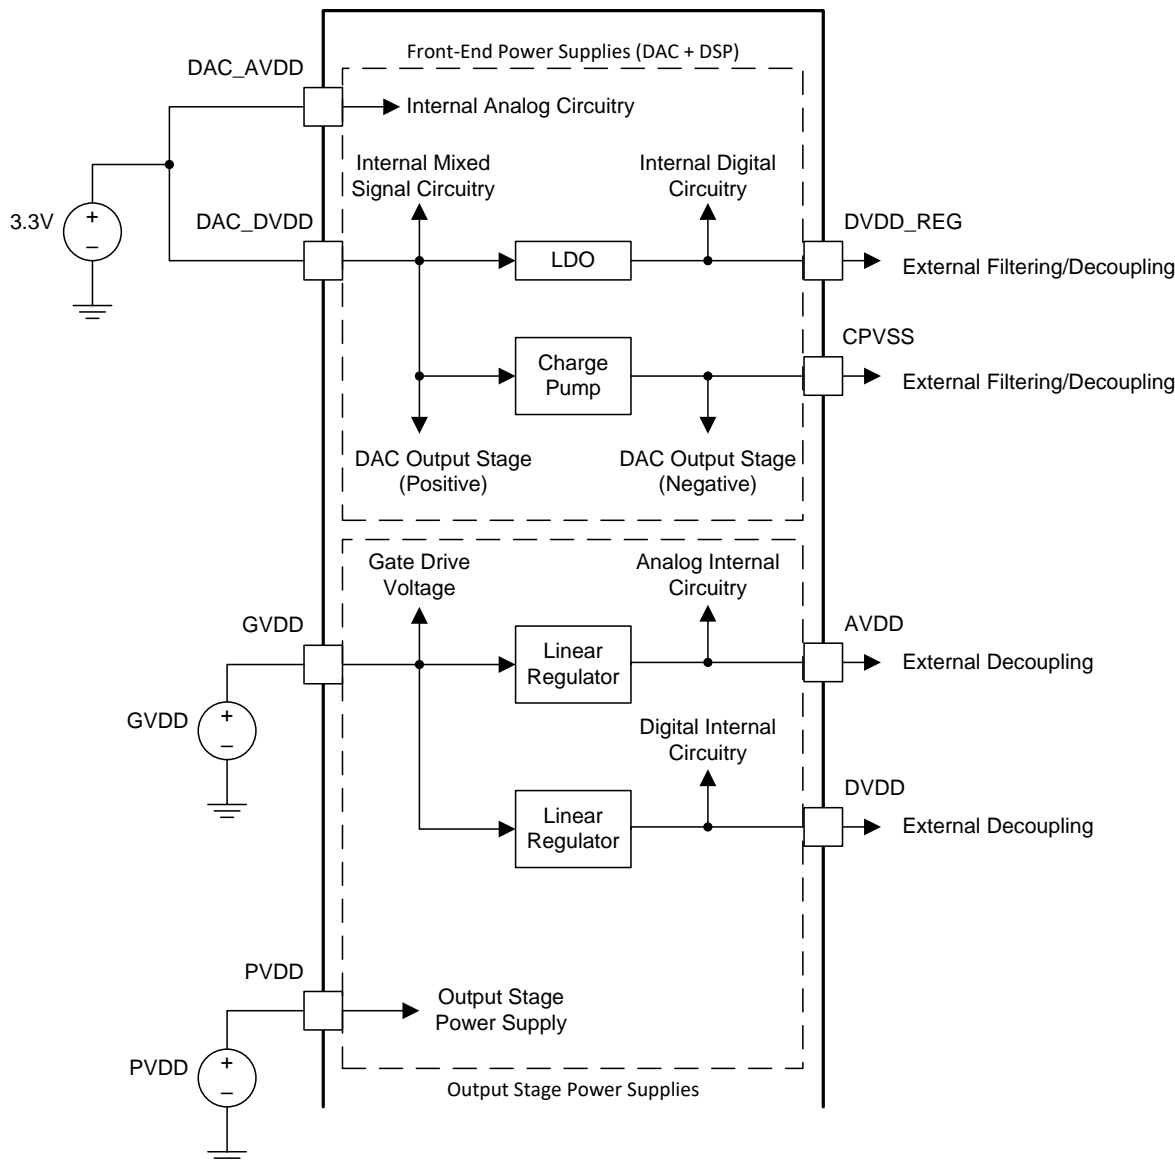 Front-End Power Supplies (DAC + DSP)
DAC_AVDD
Internal Analog Circuitry
Internal Mixed
Signal Circuitry
Internal Digital
Circuitry
3.3V
+
−
DAC_DVDD
LDO
DVDD_REG
External Filtering/Decoupling
Charge
Pump
CPVSS
External Filtering/Decoupling
DAC Output Stage
(Positive)
DAC Output Stage
(Negative)
Gate Drive
Voltage
Analog Internal
Circuitry
GVDD
Linear
Regulator
AVDD
External Decoupling
GVDD
+
−
Digital Internal
Circuitry
Linear
Regulator
DVDD
External Decoupling
PVDD
Output Stage
Power Supply
PVDD
+
−
Output Stage Power Supplies